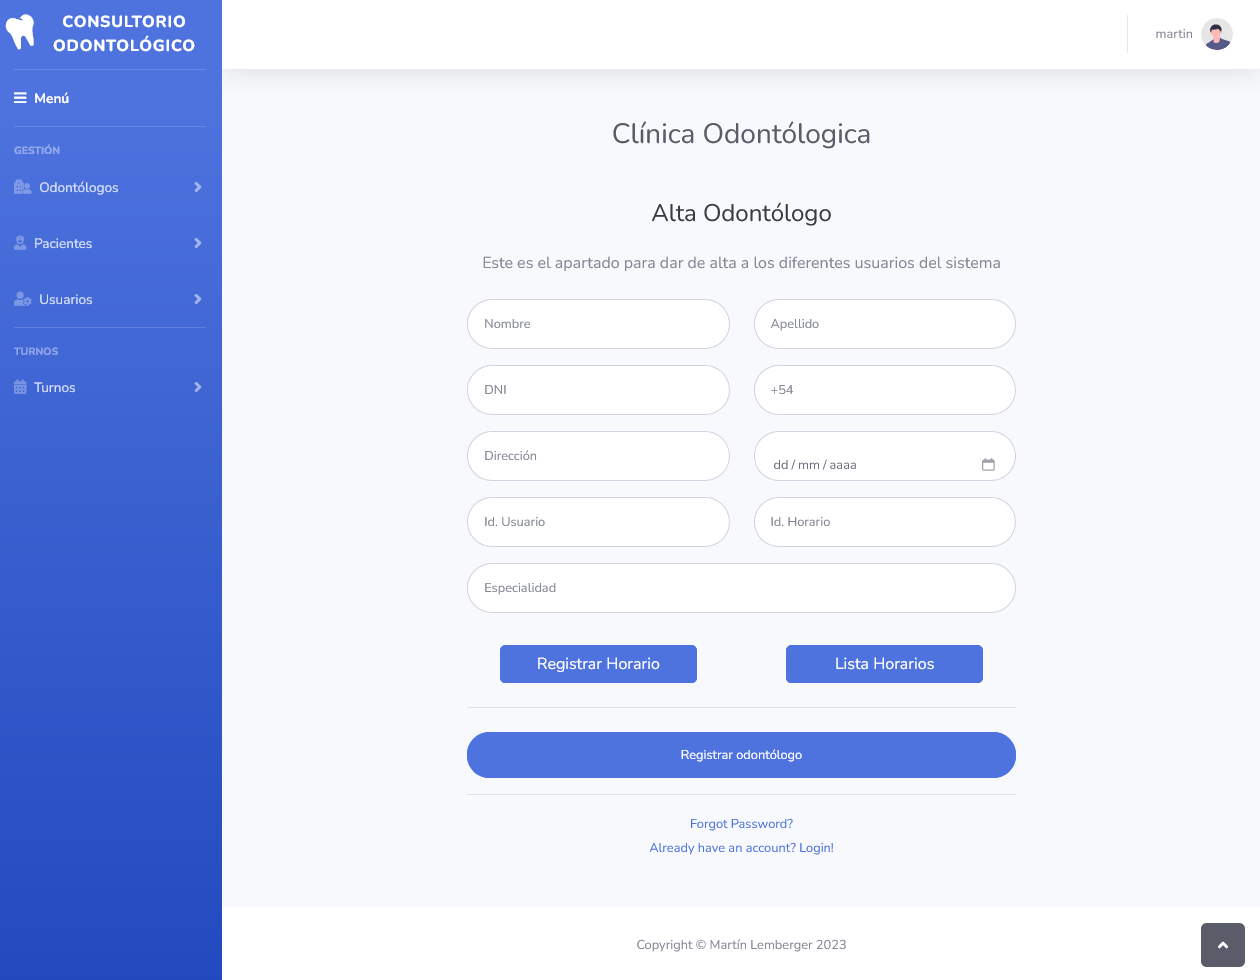 CONSULTORIO
ODONTOLÓGICO
martin
Menú
GESTIÓN
Odontólogos
Pacientes
Usuarios
TURNOS
Turnos
Clínica Odontólogica
Alta Odontólogo
Este es el apartado para dar de alta a los diferentes usuarios del sistema
Nombre
Apellido
DNI
+54
Dirección
dd / mm / aaaa
Id. Usuario
Id. Horario
Especialidad
Registrar Horario
Lista Horarios
Registrar odontólogo
Forgot Password?
Already have an account? Login!
Copyright © Martín Lemberger 2023